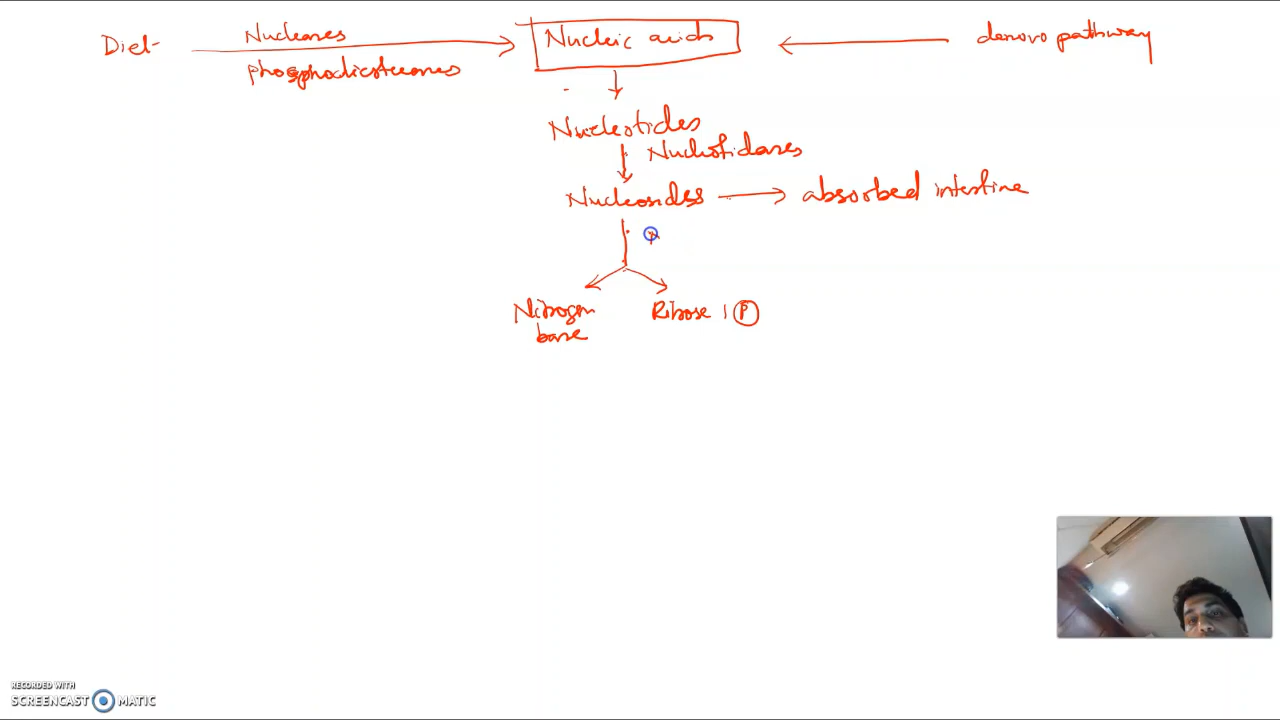 Diet
Nucleases
phosphodiesterases
Nucleic acids
denovo pathway
Nucleotides
Nucleotidases
Nucleosides
absorbed intestine
Nitrogen
base
Ribose 1 P
RECORDED WITH
SCREENCAST MATIC